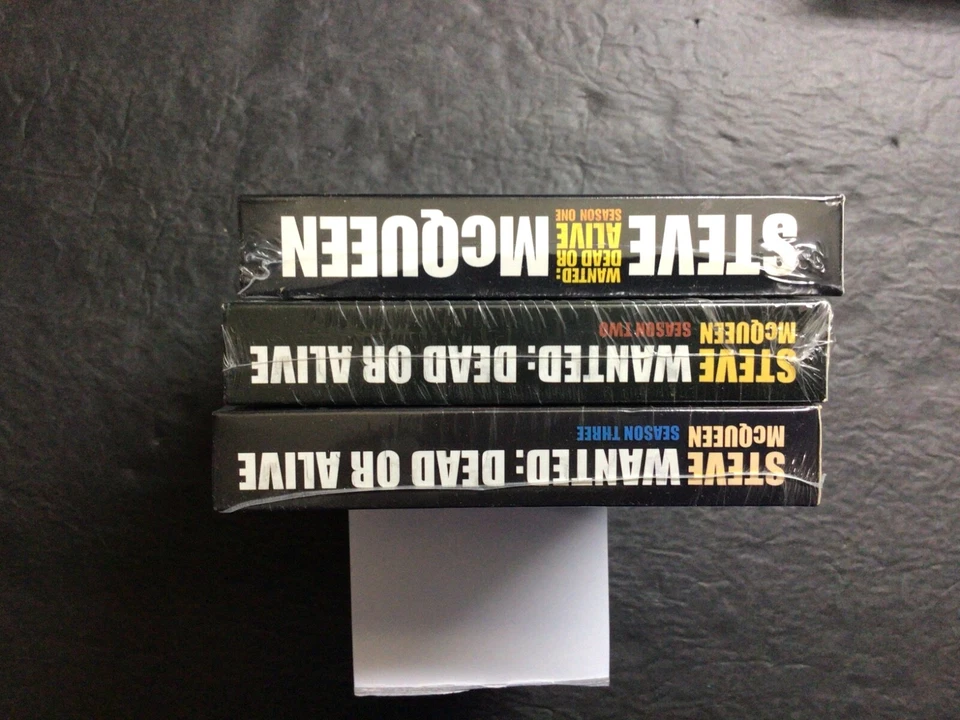 STEVE
WANTED:
DEAD OR
ALIVE
SEASON ONE
McQUEEN
STEVE
McQUEEN
WANTED: DEAD OR ALIVE
SEASON TWO
STEVE
McQUEEN
WANTED: DEAD OR ALIVE
SEASON THREE